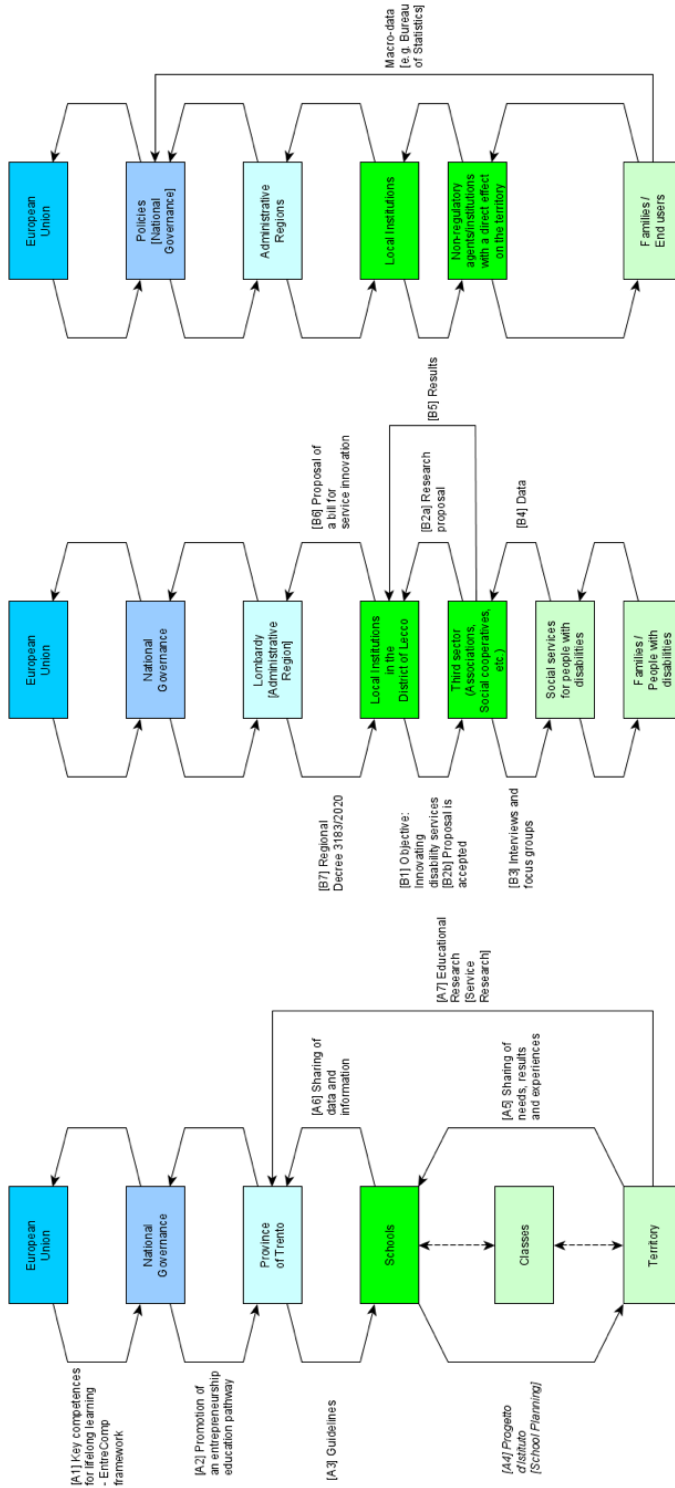 European
Union
National
Governance
Province
of Trento
Schools
Classes
Territory
[A1] Key competences
for lifelong learning
- EntreComp
framework
[A2] Promotion of
an entrepreneurship
education pathway
[A3] Guidelines
[A4] Progetto
d'Istituto
[School Planning]
[A5] Sharing of
needs, results
and experiences
[A6] Sharing of
data and
information
[A7] Educational
Research
[Service
Research]
European
Union
National
Governance
Lombardy
[Administrative
Region]
Local Institutions
in the
District of Lecco
Third sector
(Associations,
Social cooperatives,
etc.)
Social services
for people with
disabilities
Families /
People with
disabilities
[B7] Regional
Decree 3183/2020
[B1] Objective:
Innovating
disability services
[B2b] Proposal is
accepted
[B3] Interviews and
focus groups
[B6] Proposal of
a bill for
service innovation
[B2a] Research
proposal
[B5] Results
[B4] Data
European
Union
Policies
[National
Governance]
Administrative
Regions
Local Institutions
Non-regulatory
agents/institutions
with a direct effect
on the territory
Families /
End users
Macro-data
[e.g. Bureau
of Statistics]